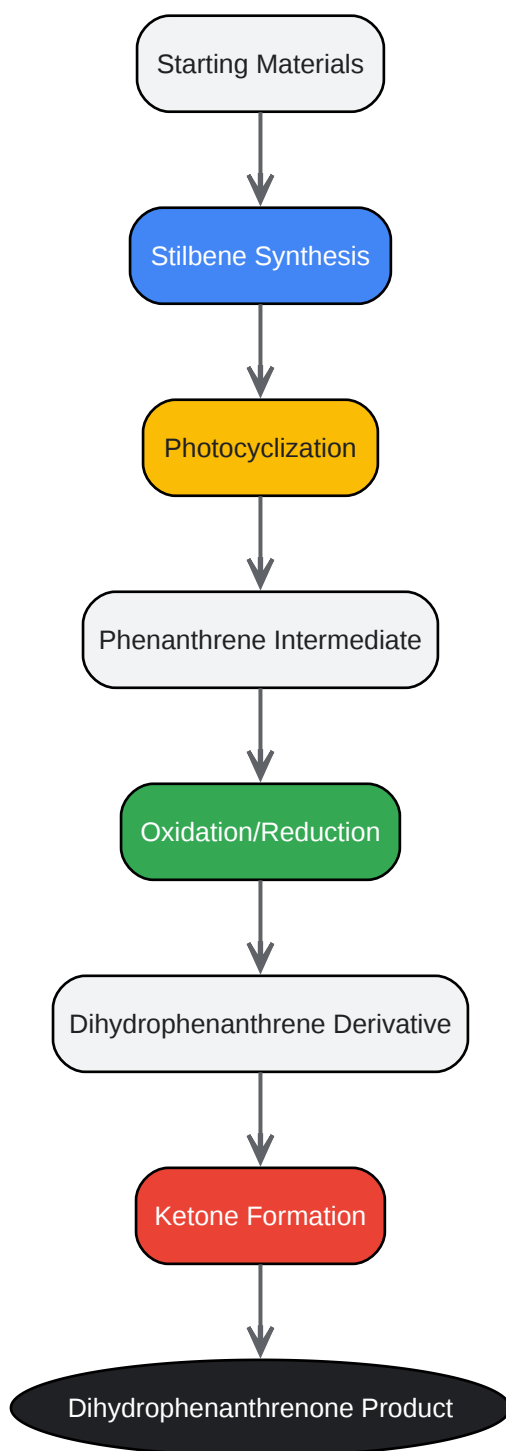 Starting Materials
Stilbene Synthesis
Photocyclization
Phenanthrene Intermediate
Oxidation/Reduction
Dihydrophenanthrene Derivative
Ketone Formation
Dihydrophenanthrenone Product